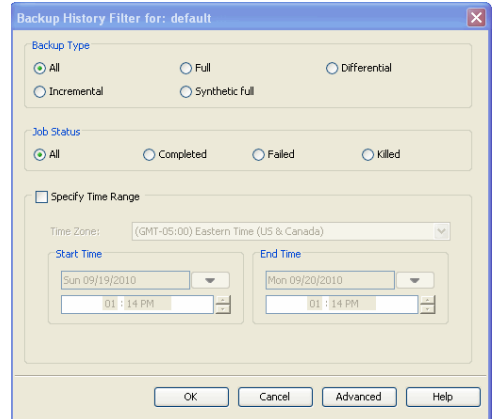 Backup History Filter for: default
Backup Type
All Full Differential
Incremental Synthetic full
Job Status
All Completed Failed Killed
Specify Time Range
Time Zone: (GMT-05:00) Eastern Time (US & Canada)
Start Time End Time
Sun 09/19/2010 Mon 09/20/2010
01 : 14 PM 01 : 14 PM
OK Cancel Advanced Help